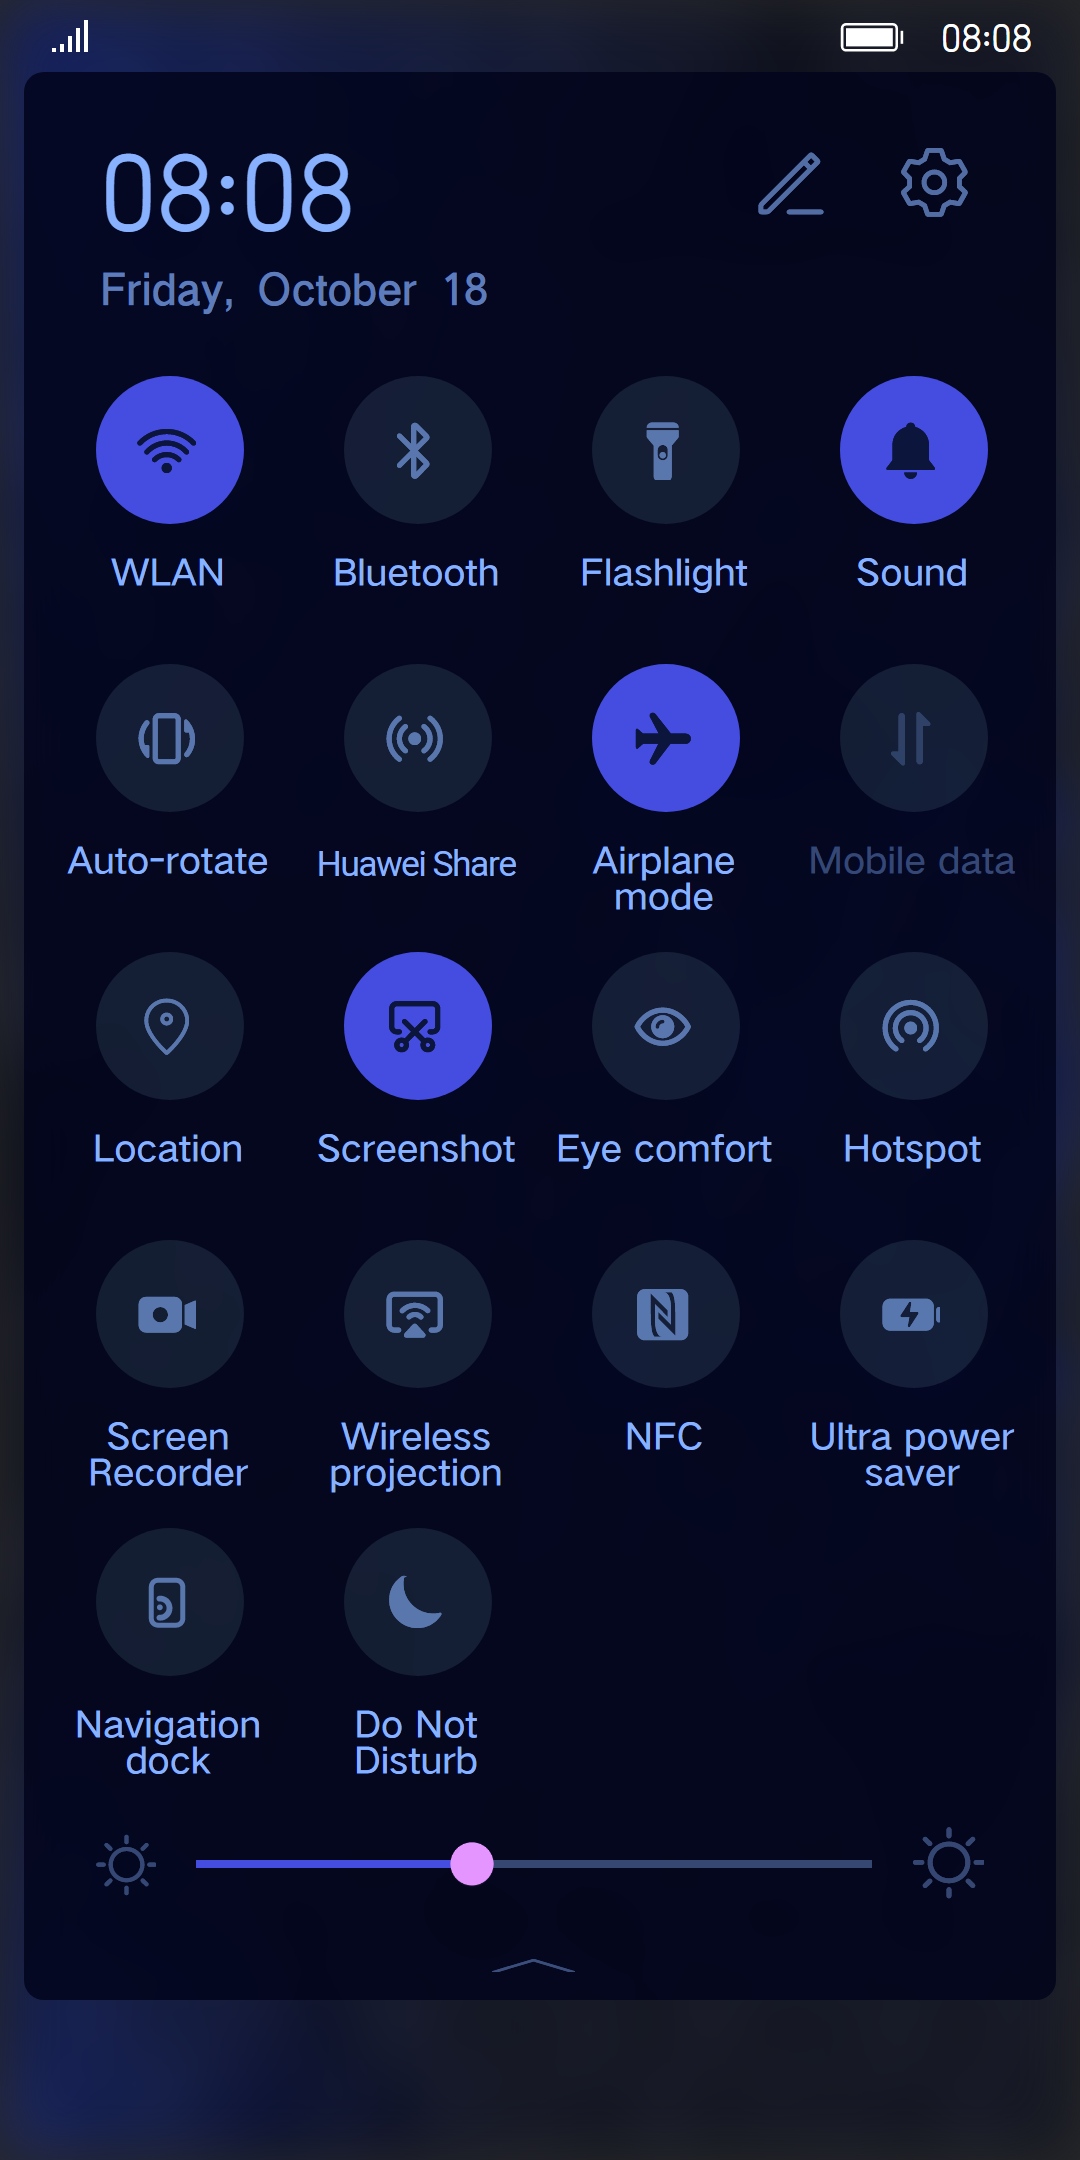 08:08
08:08
Friday, October 18
WLAN
Bluetooth
Flashlight
Sound
Auto-rotate
Huawei Share
Airplane
mode
Mobile data
Location
Screenshot
Eye comfort
Hotspot
Screen
Recorder
Wireless
projection
NFC
Ultra power
saver
Navigation
dock
Do Not
Disturb